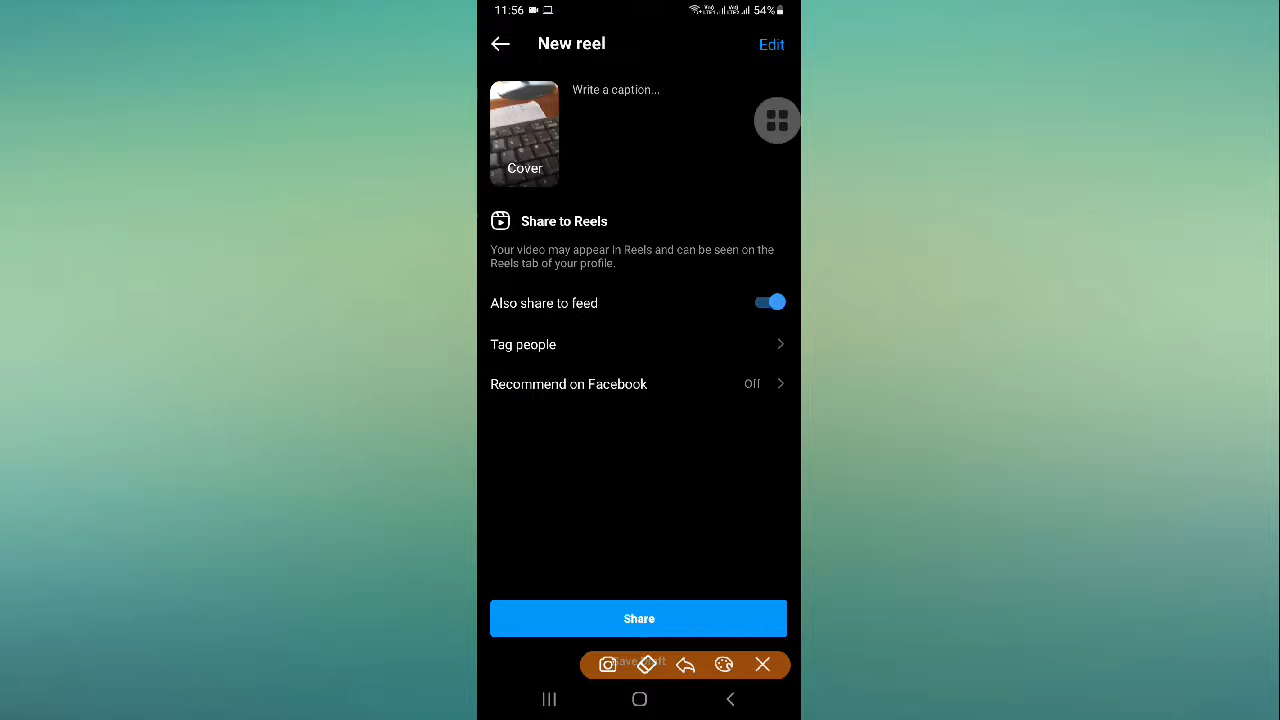 11:56 54%
New reel Edit
Write a caption...
Cover
Share to Reels
Your video may appear in Reels and can be seen on the
Reels tab of your profile.
Also share to feed
Tag people
Recommend on Facebook Off
Share
Save Draft